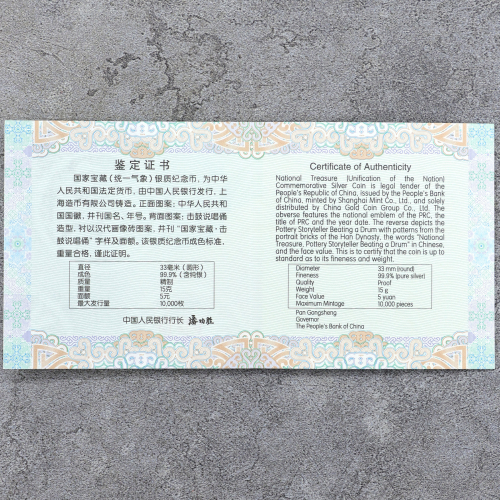 鉴定证书
国家宝藏（统一气象）银质纪念币，为中华
人民共和国法定货币，由中国人民银行发行，上
海造币有限公司铸造。正面图案：中华人民共和
国国徽，并刊国名、年号。背面图案：击鼓说唱俑
造型，衬以汉代画像砖图案，并刊“国家宝藏·击
鼓说唱俑”字样及面额。该银质纪念币成色标准，
重量合格，谨此证明。
直径 33毫米（圆形）
成色 99.9%（含纯银）
质量 精制
重量 15克
面额 5元
最大发行量 10,000枚
中国人民银行行长 潘功胜
Certificate of Authenticity
National Treasure (Unification of the Nation)
Commemorative Silver Coin is legal tender of the
People's Republic of China, issued by the People's Bank
of China, minted by Shanghai Mint Co., Ltd., and solely
distributed by China Gold Coin Group Co., Ltd. The
obverse features the national emblem of the PRC, the
title of the PRC and the year. The reverse depicts the
Pottery Storyteller Beating a Drum with patterns from the
portrait bricks of the Han Dynasty, the words "National
Treasure, Pottery Storyteller Beating a Drum" in Chinese,
and the face value. This is to certify that the coin is up to
standard as to its fineness and weight.
Diameter 33 mm (round)
Fineness 99.9% (pure silver)
Quality Proof
Weight 15 g
Face Value 5 yuan
Maximum Mintage 10,000 pieces
Pan Gongsheng
Governor
The People's Bank of China